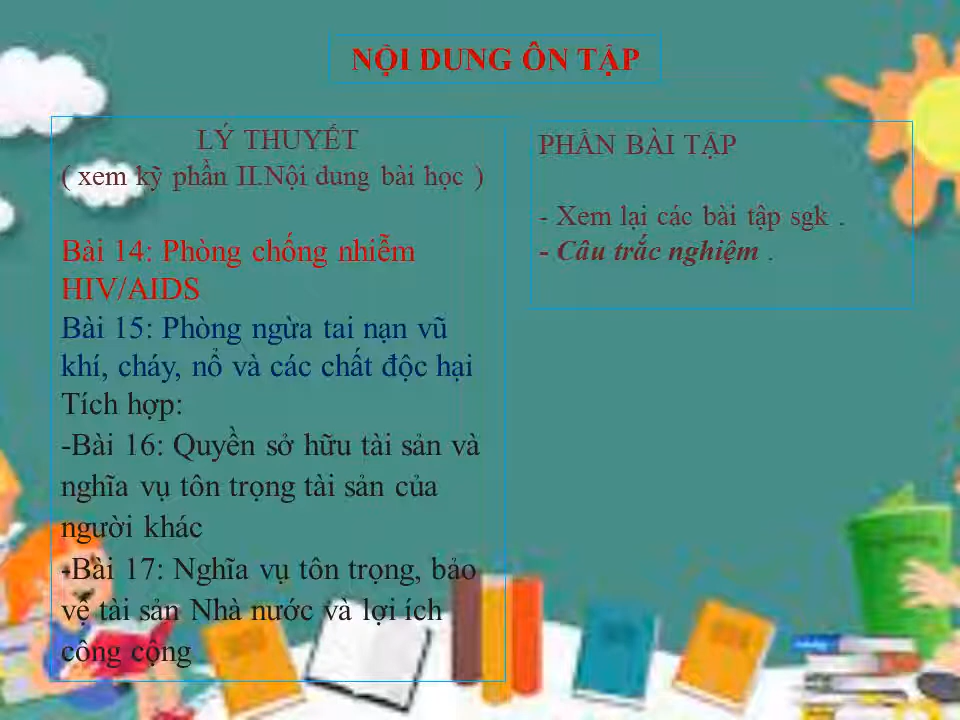 NỘI DUNG ÔN TẬP
LÝ THUYẾT
( xem kỹ phần II.Nội dung bài học )
Bài 14: Phòng chống nhiễm
HIV/AIDS
Bài 15: Phòng ngừa tai nạn vũ
khí, cháy, nổ và các chất độc hại
Tích hợp:
-Bài 16: Quyền sở hữu tài sản và
nghĩa vụ tôn trọng tài sản của
người khác
-Bài 17: Nghĩa vụ tôn trọng, bảo
vệ tài sản Nhà nước và lợi ích
công cộng
PHẦN BÀI TẬP
- Xem lại các bài tập sgk .
- Câu trắc nghiệm .